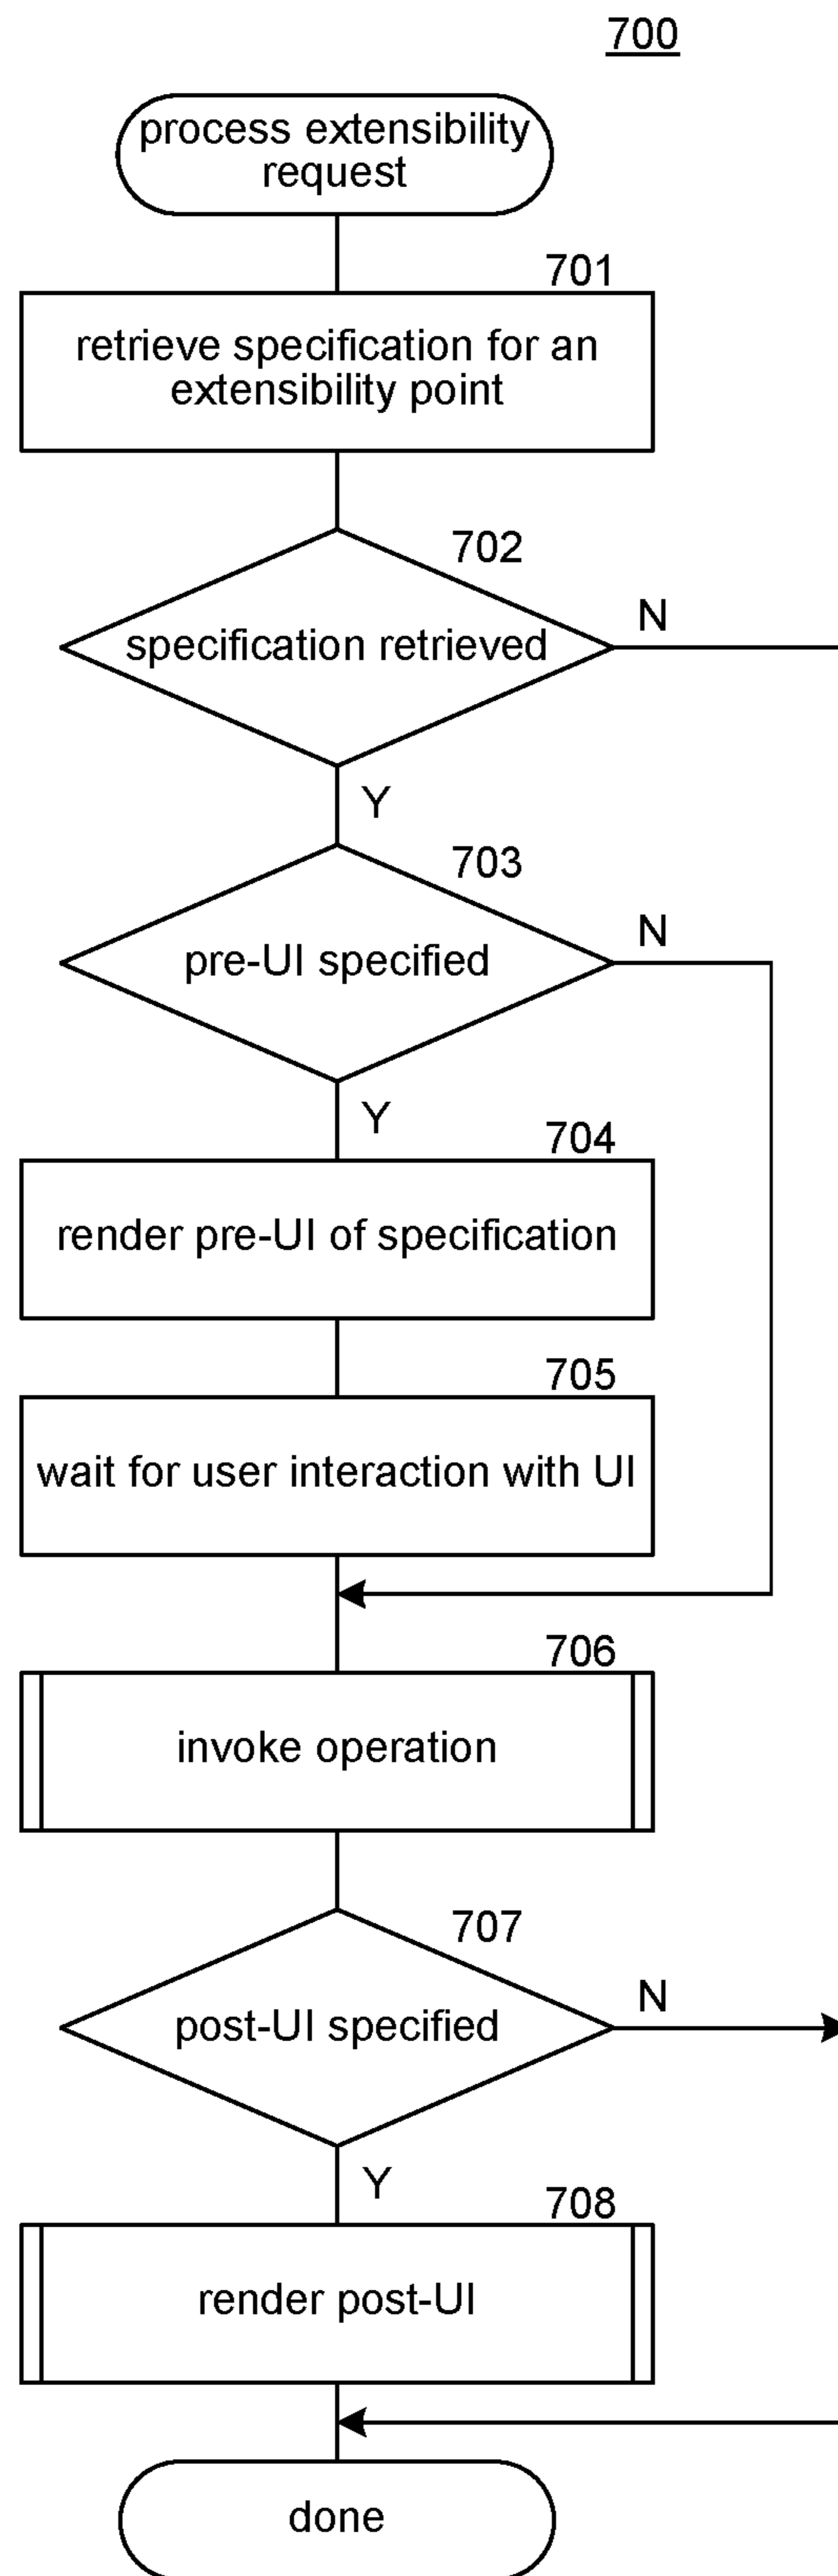 700
process extensibility
request
701
retrieve specification for an
extensibility point
702
specification retrieved
N
Y
703
pre-UI specified
N
Y
704
render pre-UI of specification
705
wait for user interaction with UI
706
invoke operation
707
post-UI specified
N
Y
708
render post-UI
done